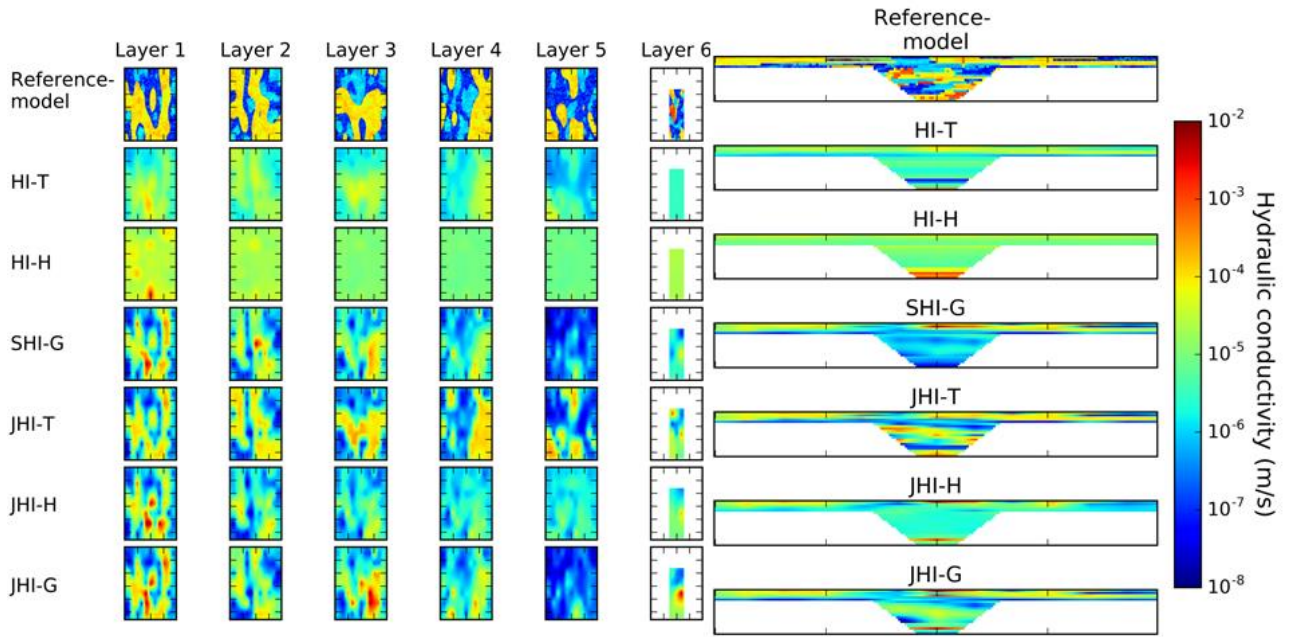 Layer 1 Layer 2 Layer 3 Layer 4 Layer 5 Layer 6
Reference-
model
HI-T
HI-H
SHI-G
JHI-T
JHI-H
JHI-G
Reference-
model
HI-T
HI-H
SHI-G
JHI-T
JHI-H
JHI-G
10⁻²
10⁻³
10⁻⁴
10⁻⁵
10⁻⁶
10⁻⁷
10⁻⁸
Hydraulic conductivity (m/s)